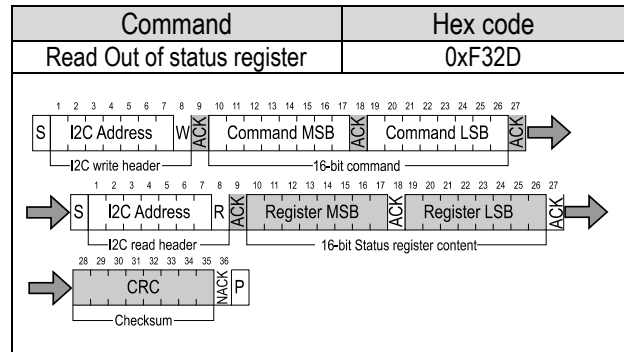 Command Hex code
Read Out of status register 0xF32D
1 2 3 4 5 6 7 8 9 10 11 12 13 14 15 16 17 18 19 20 21 22 23 24 25 26 27
S I2C Address W ACK Command MSB ACK Command LSB ACK
I2C write header 16-bit command
1 2 3 4 5 6 7 8 9 10 11 12 13 14 15 16 17 18 19 20 21 22 23 24 25 26 27
S I2C Address R ACK Register MSB ACK Register LSB ACK
I2C read header 16-bit Status register content
28 29 30 31 32 33 34 35 36
CRC NACK P
Checksum